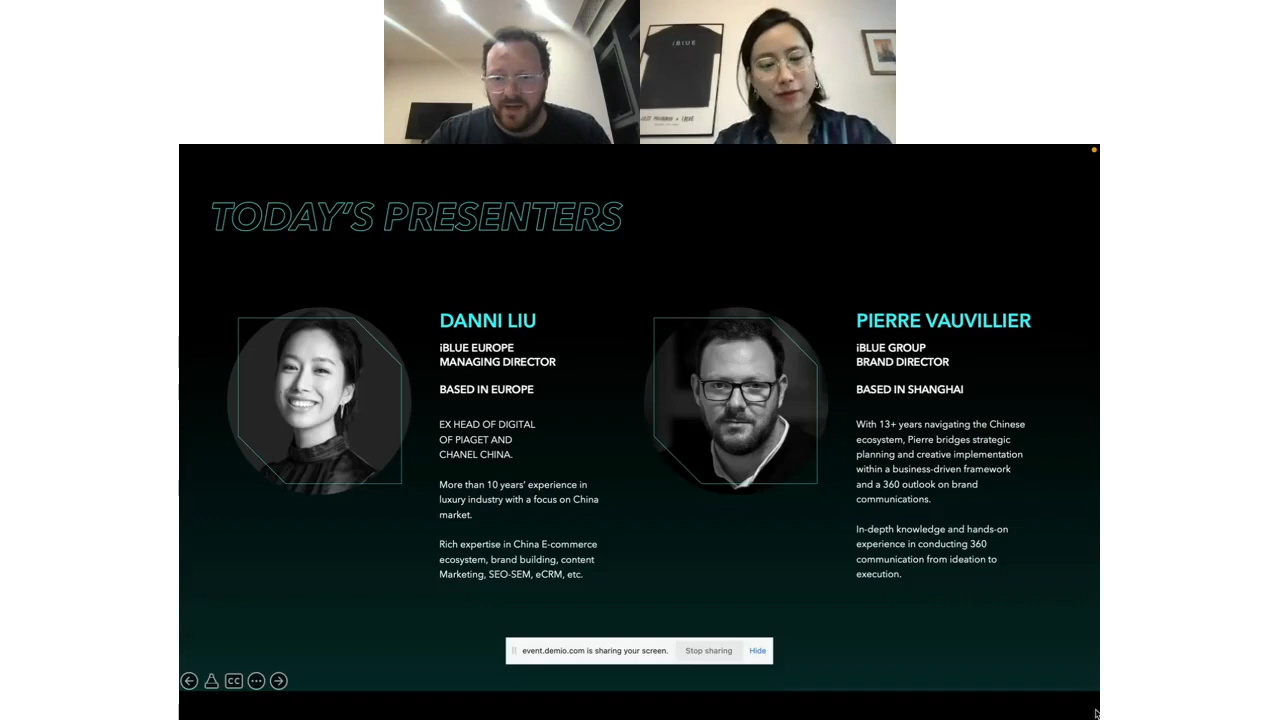 iBIUE
TODAY'S PRESENTERS
DANNI LIU
iBLUE EUROPE
MANAGING DIRECTOR
BASED IN EUROPE
EX HEAD OF DIGITAL
OF PIAGET AND
CHANEL CHINA.
More than 10 years' experience in
luxury industry with a focus on China
market.
Rich expertise in China E-commerce
ecosystem, brand building, content
Marketing, SEO-SEM, eCRM, etc.
PIERRE VAUVILLIER
iBLUE GROUP
BRAND DIRECTOR
BASED IN SHANGHAI
With 13+ years navigating the Chinese
ecosystem, Pierre bridges strategic
planning and creative implementation
within a business-driven framework
and a 360 outlook on brand
communications.
In-depth knowledge and hands-on
experience in conducting 360
communication from ideation to
execution.
event.demio.com is sharing your screen.
Stop sharing
Hide
CC